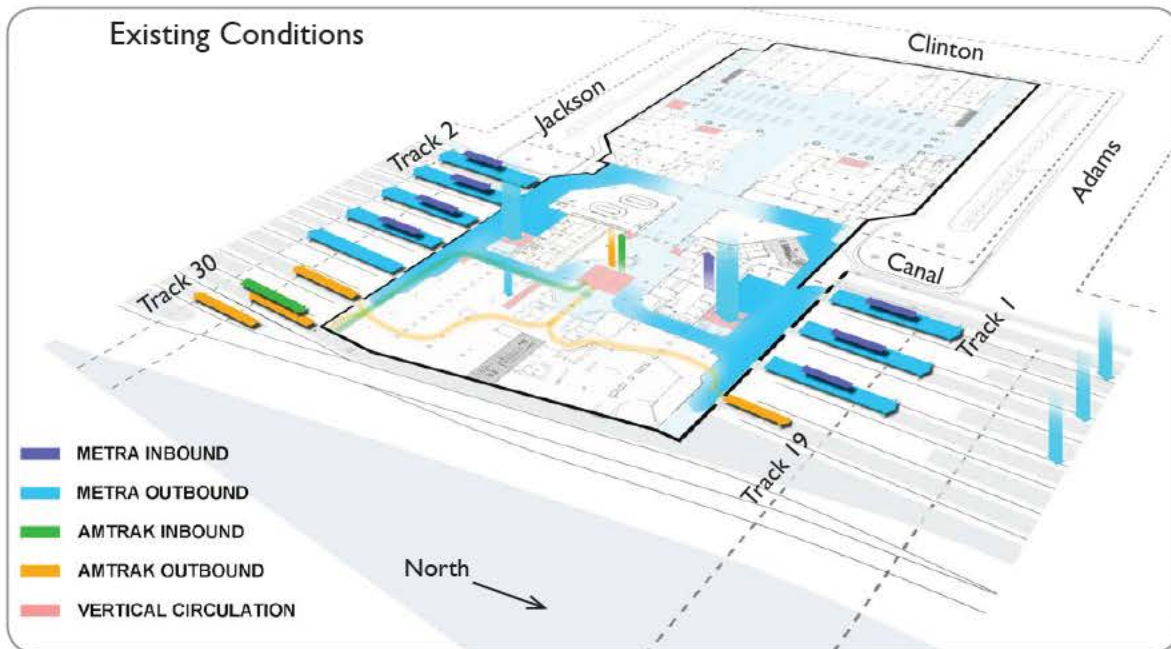 Existing Conditions
Clinton
Jackson
Track 2
Adams
Canal
Track 30
Track 1
Track 19
METRA INBOUND
METRA OUTBOUND
AMTRAK INBOUND
AMTRAK OUTBOUND
VERTICAL CIRCULATION
North